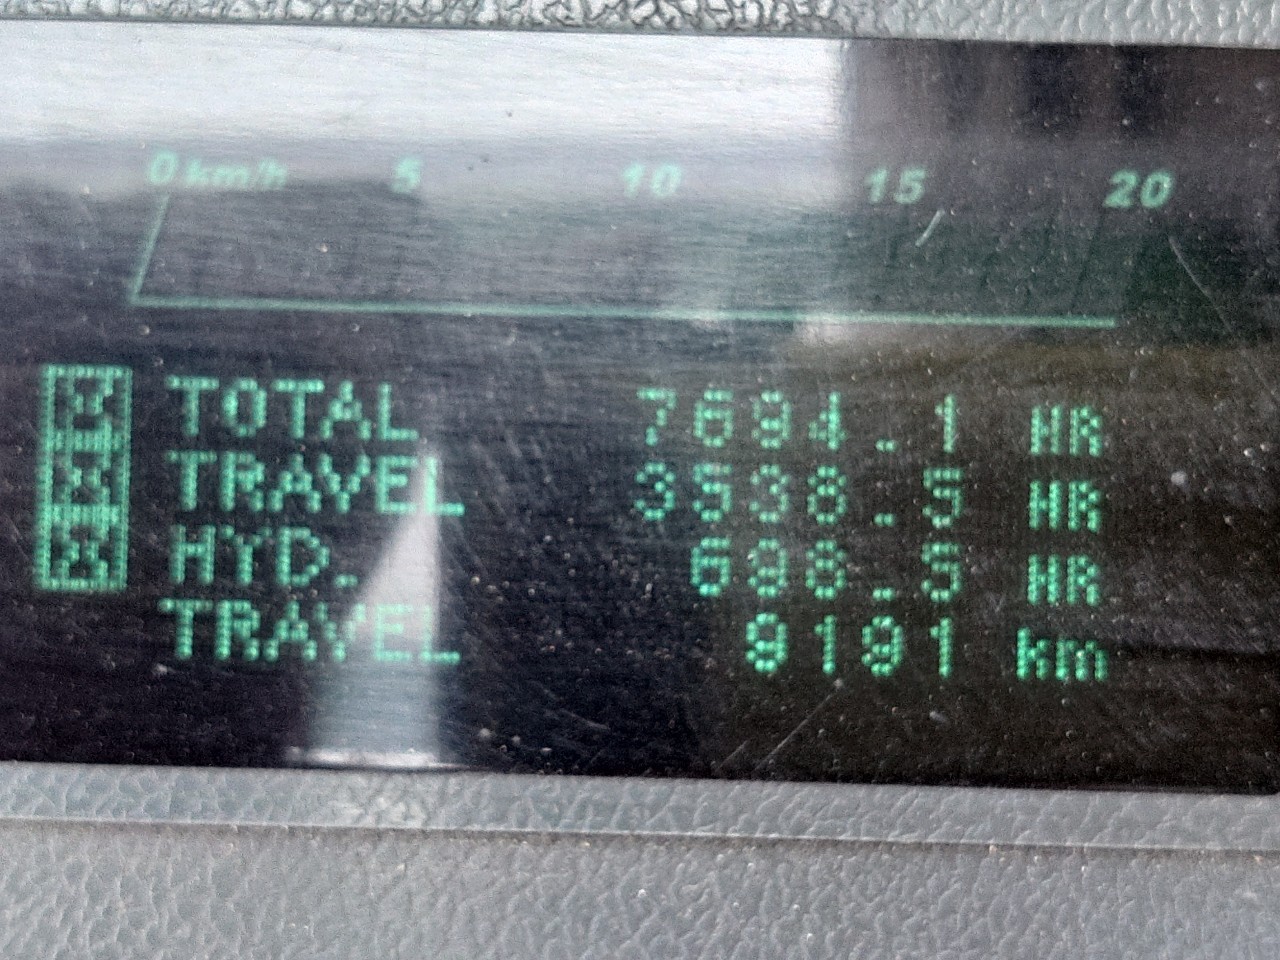 0 km/h 5 10 15 20
TOTAL 7694.1 HR
TRAVEL 3538.5 HR
HYD. 698.5 HR
TRAVEL 9191 km